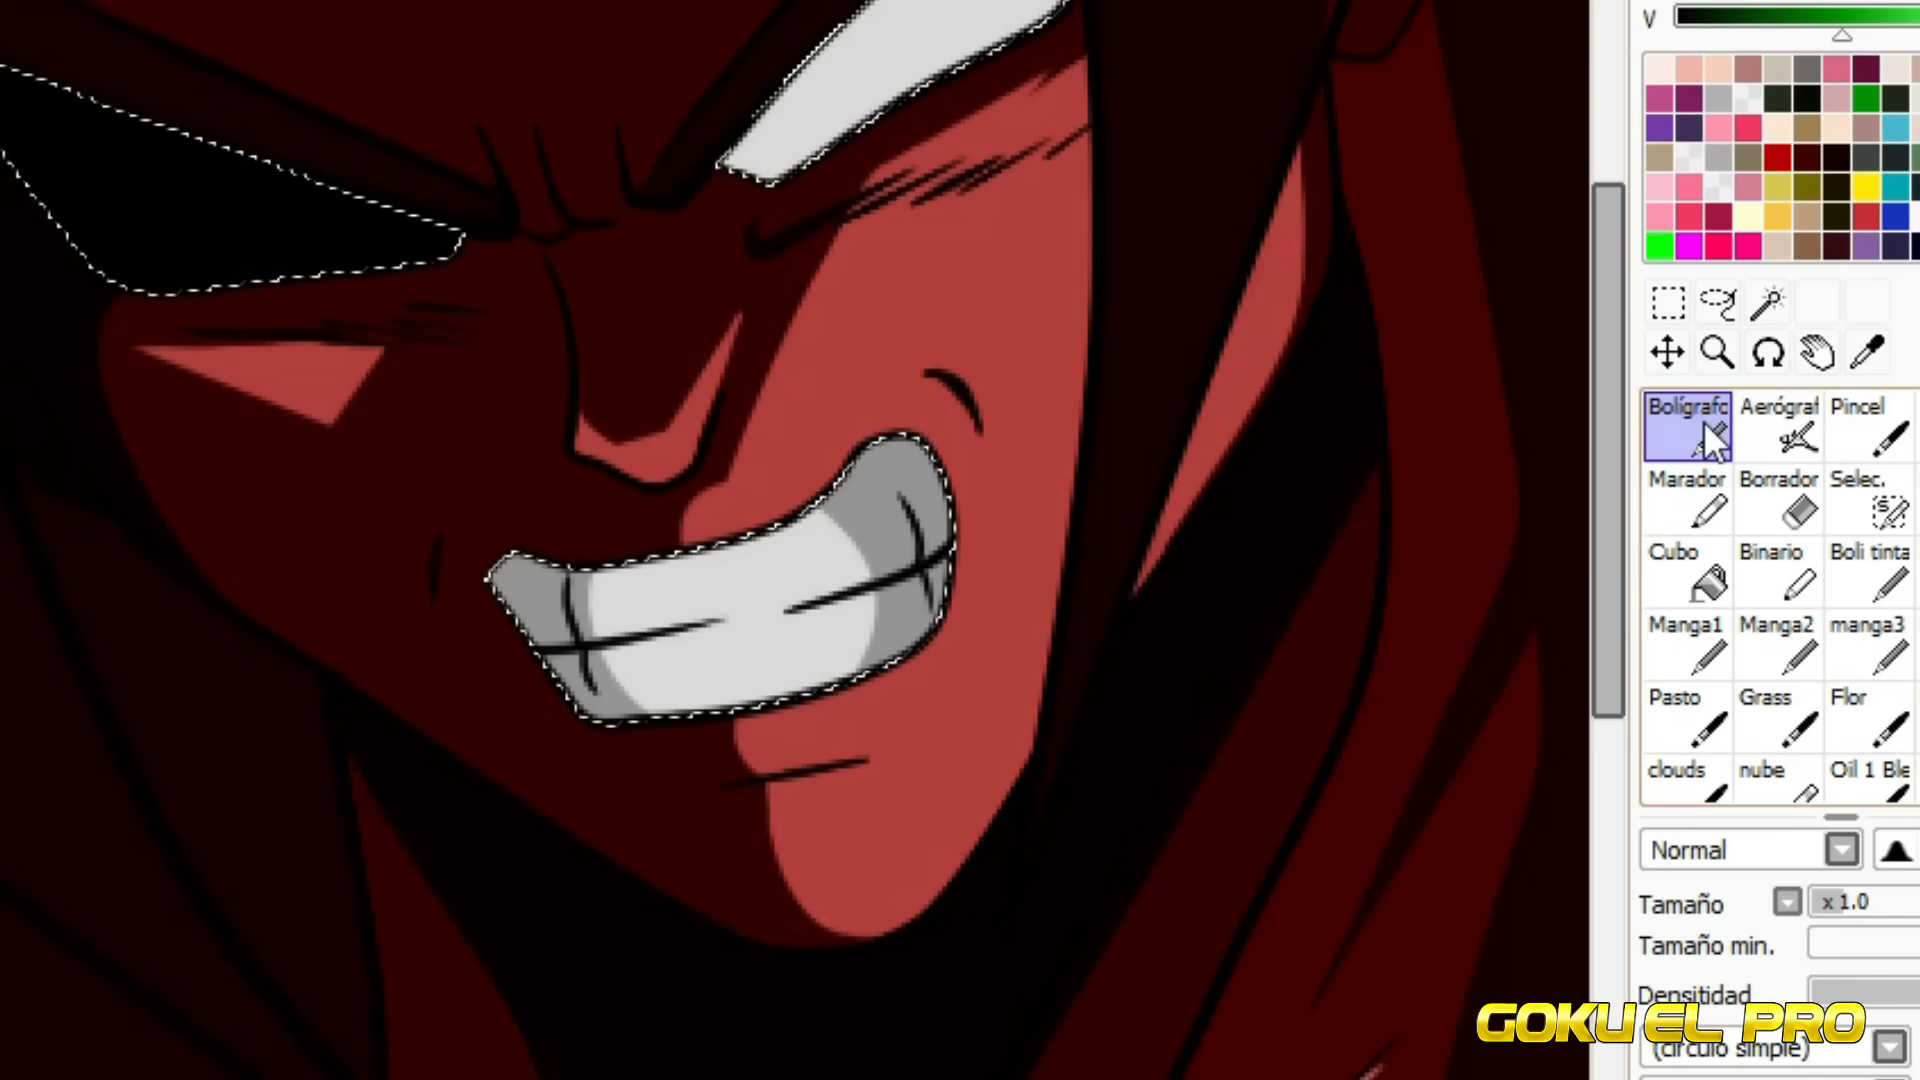 V
Bolígrafo Aerógraf Pincel
Marador Borrador Selec.
Cubo Binario Boli tinta
Manga1 Manga2 manga3
Pasto Grass Flor
clouds nube Oil 1 Ble
Normal
Tamaño x 1.0
Tamaño min.
Densitidad
GOKU EL PRO
(círculo simple)